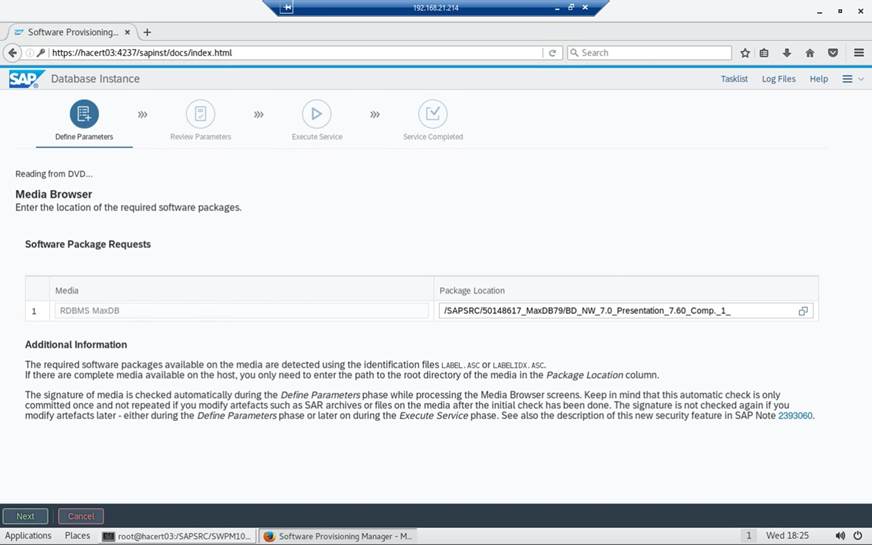 192.168.21.214
Software Provisioning...
https://hacert03:4237/sapinst/docs/index.html
Search
SAP
Database Instance
Tasklist
Log Files
Help
Define Parameters
Review Parameters
Execute Service
Service Completed
Reading from DVD...
Media Browser
Enter the location of the required software packages.
Software Package Requests
Media
Package Location
1
RDBMS MaxDB
/SAPSRC/50148617_MaxDB79/BD_NW_7.0_Presentation_7.60_Comp._1_
Additional Information
The required software packages available on the media are detected using the identification files LABEL.ASC or LABELIDX.ASC.
If there are complete media available on the host, you only need to enter the path to the root directory of the media in the Package Location column.
The signature of media is checked automatically during the Define Parameters phase while processing the Media Browser screens. Keep in mind that this automatic check is only
committed once and not repeated if you modify artefacts such as SAR archives or files on the media after the initial check has been done. The signature is not checked again if you
modify artefacts later - either during the Define Parameters phase or later on during the Execute Service phase. See also the description of this new security feature in SAP Note 2393060.
Next
Cancel
Applications
Places
root@hacert03:/SAPSRC/SWPM10...
Software Provisioning Manager - M...
1
Wed 18:25